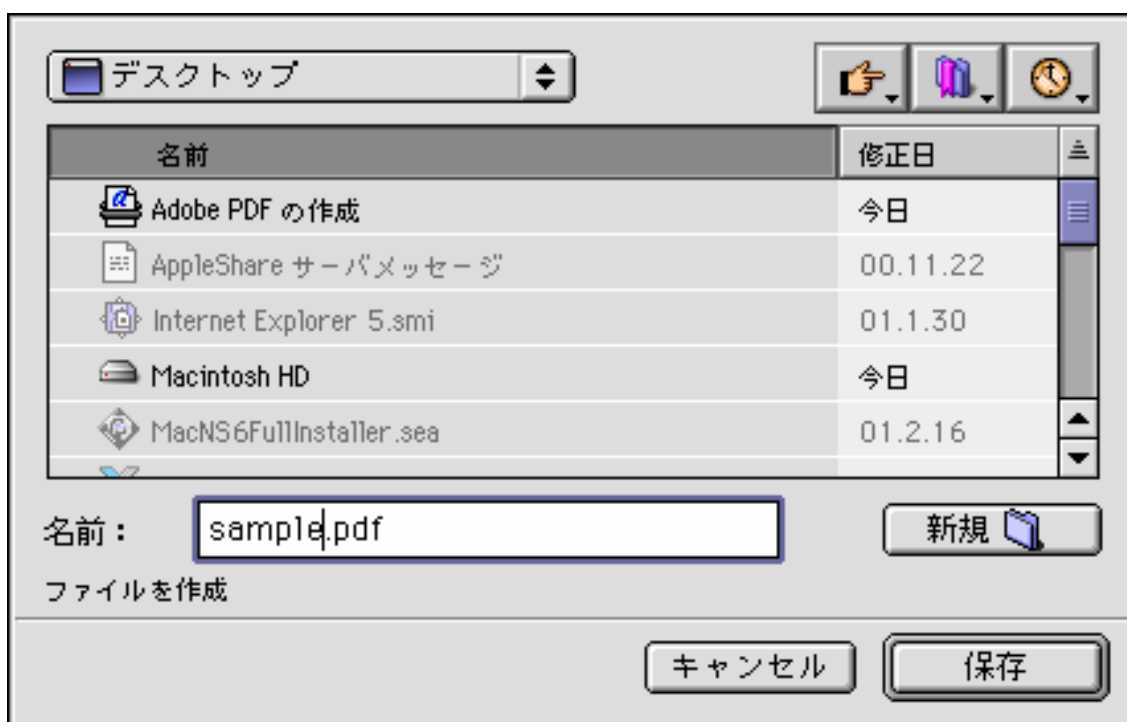 デスクトップ
名前 修正日
Adobe PDF の作成 今日
AppleShare サーバメッセージ 00.11.22
Internet Explorer 5.smi 01.1.30
Macintosh HD 今日
MacNS6FullInstaller.sea 01.2.16
名前： sample.pdf 新規
ファイルを作成
キャンセル 保存